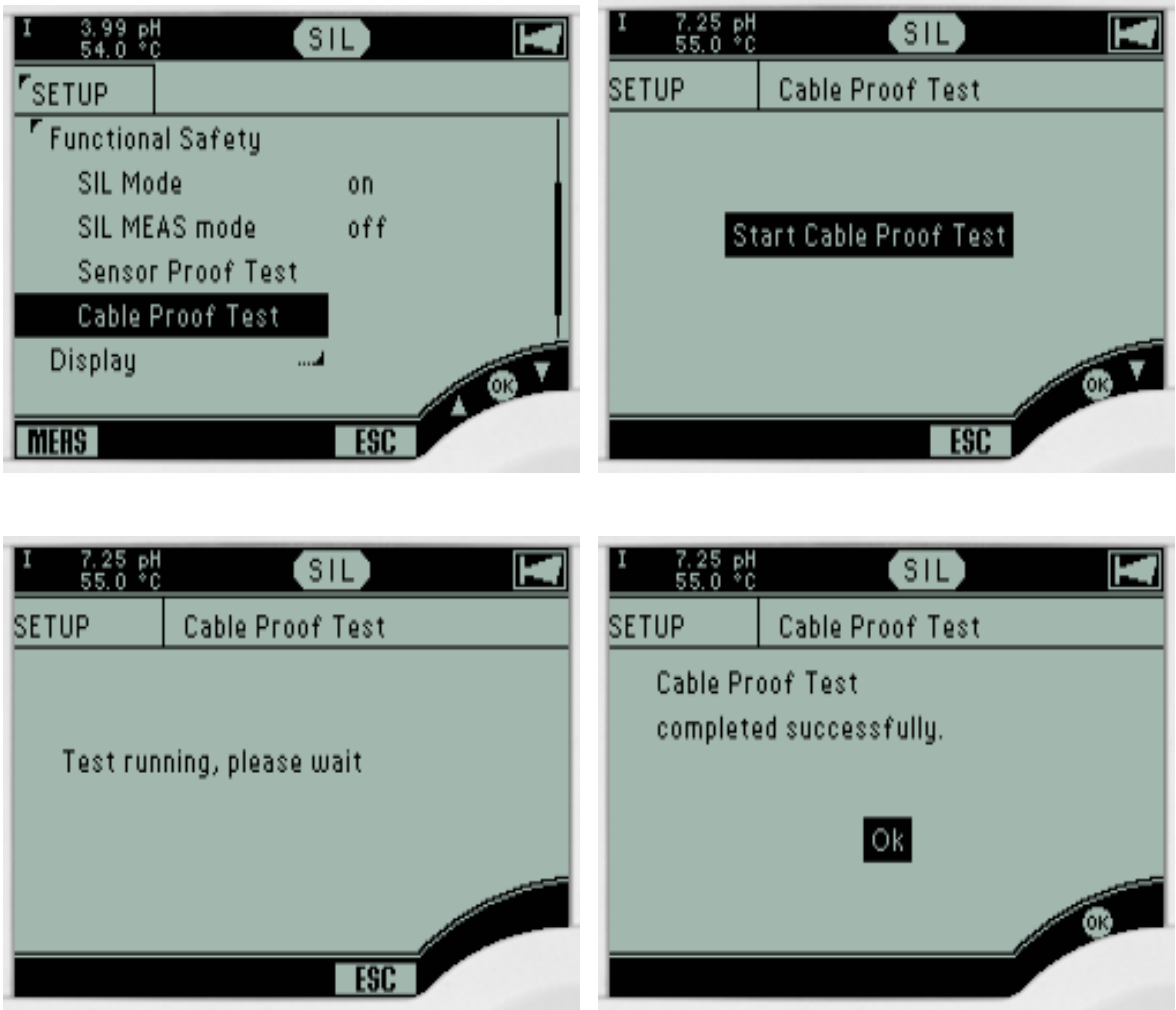 I 3.99 pH
54.0 °C
SIL
SETUP
Functional Safety
SIL Mode on
SIL MEAS mode off
Sensor Proof Test
Cable Proof Test
Display
OK
MEAS ESC
I 7.25 pH
55.0 °C
SIL
SETUP Cable Proof Test
Start Cable Proof Test
OK
ESC
I 7.25 pH
55.0 °C
SIL
SETUP Cable Proof Test
Test running, please wait
ESC
I 7.25 pH
55.0 °C
SIL
SETUP Cable Proof Test
Cable Proof Test
completed successfully.
Ok
OK